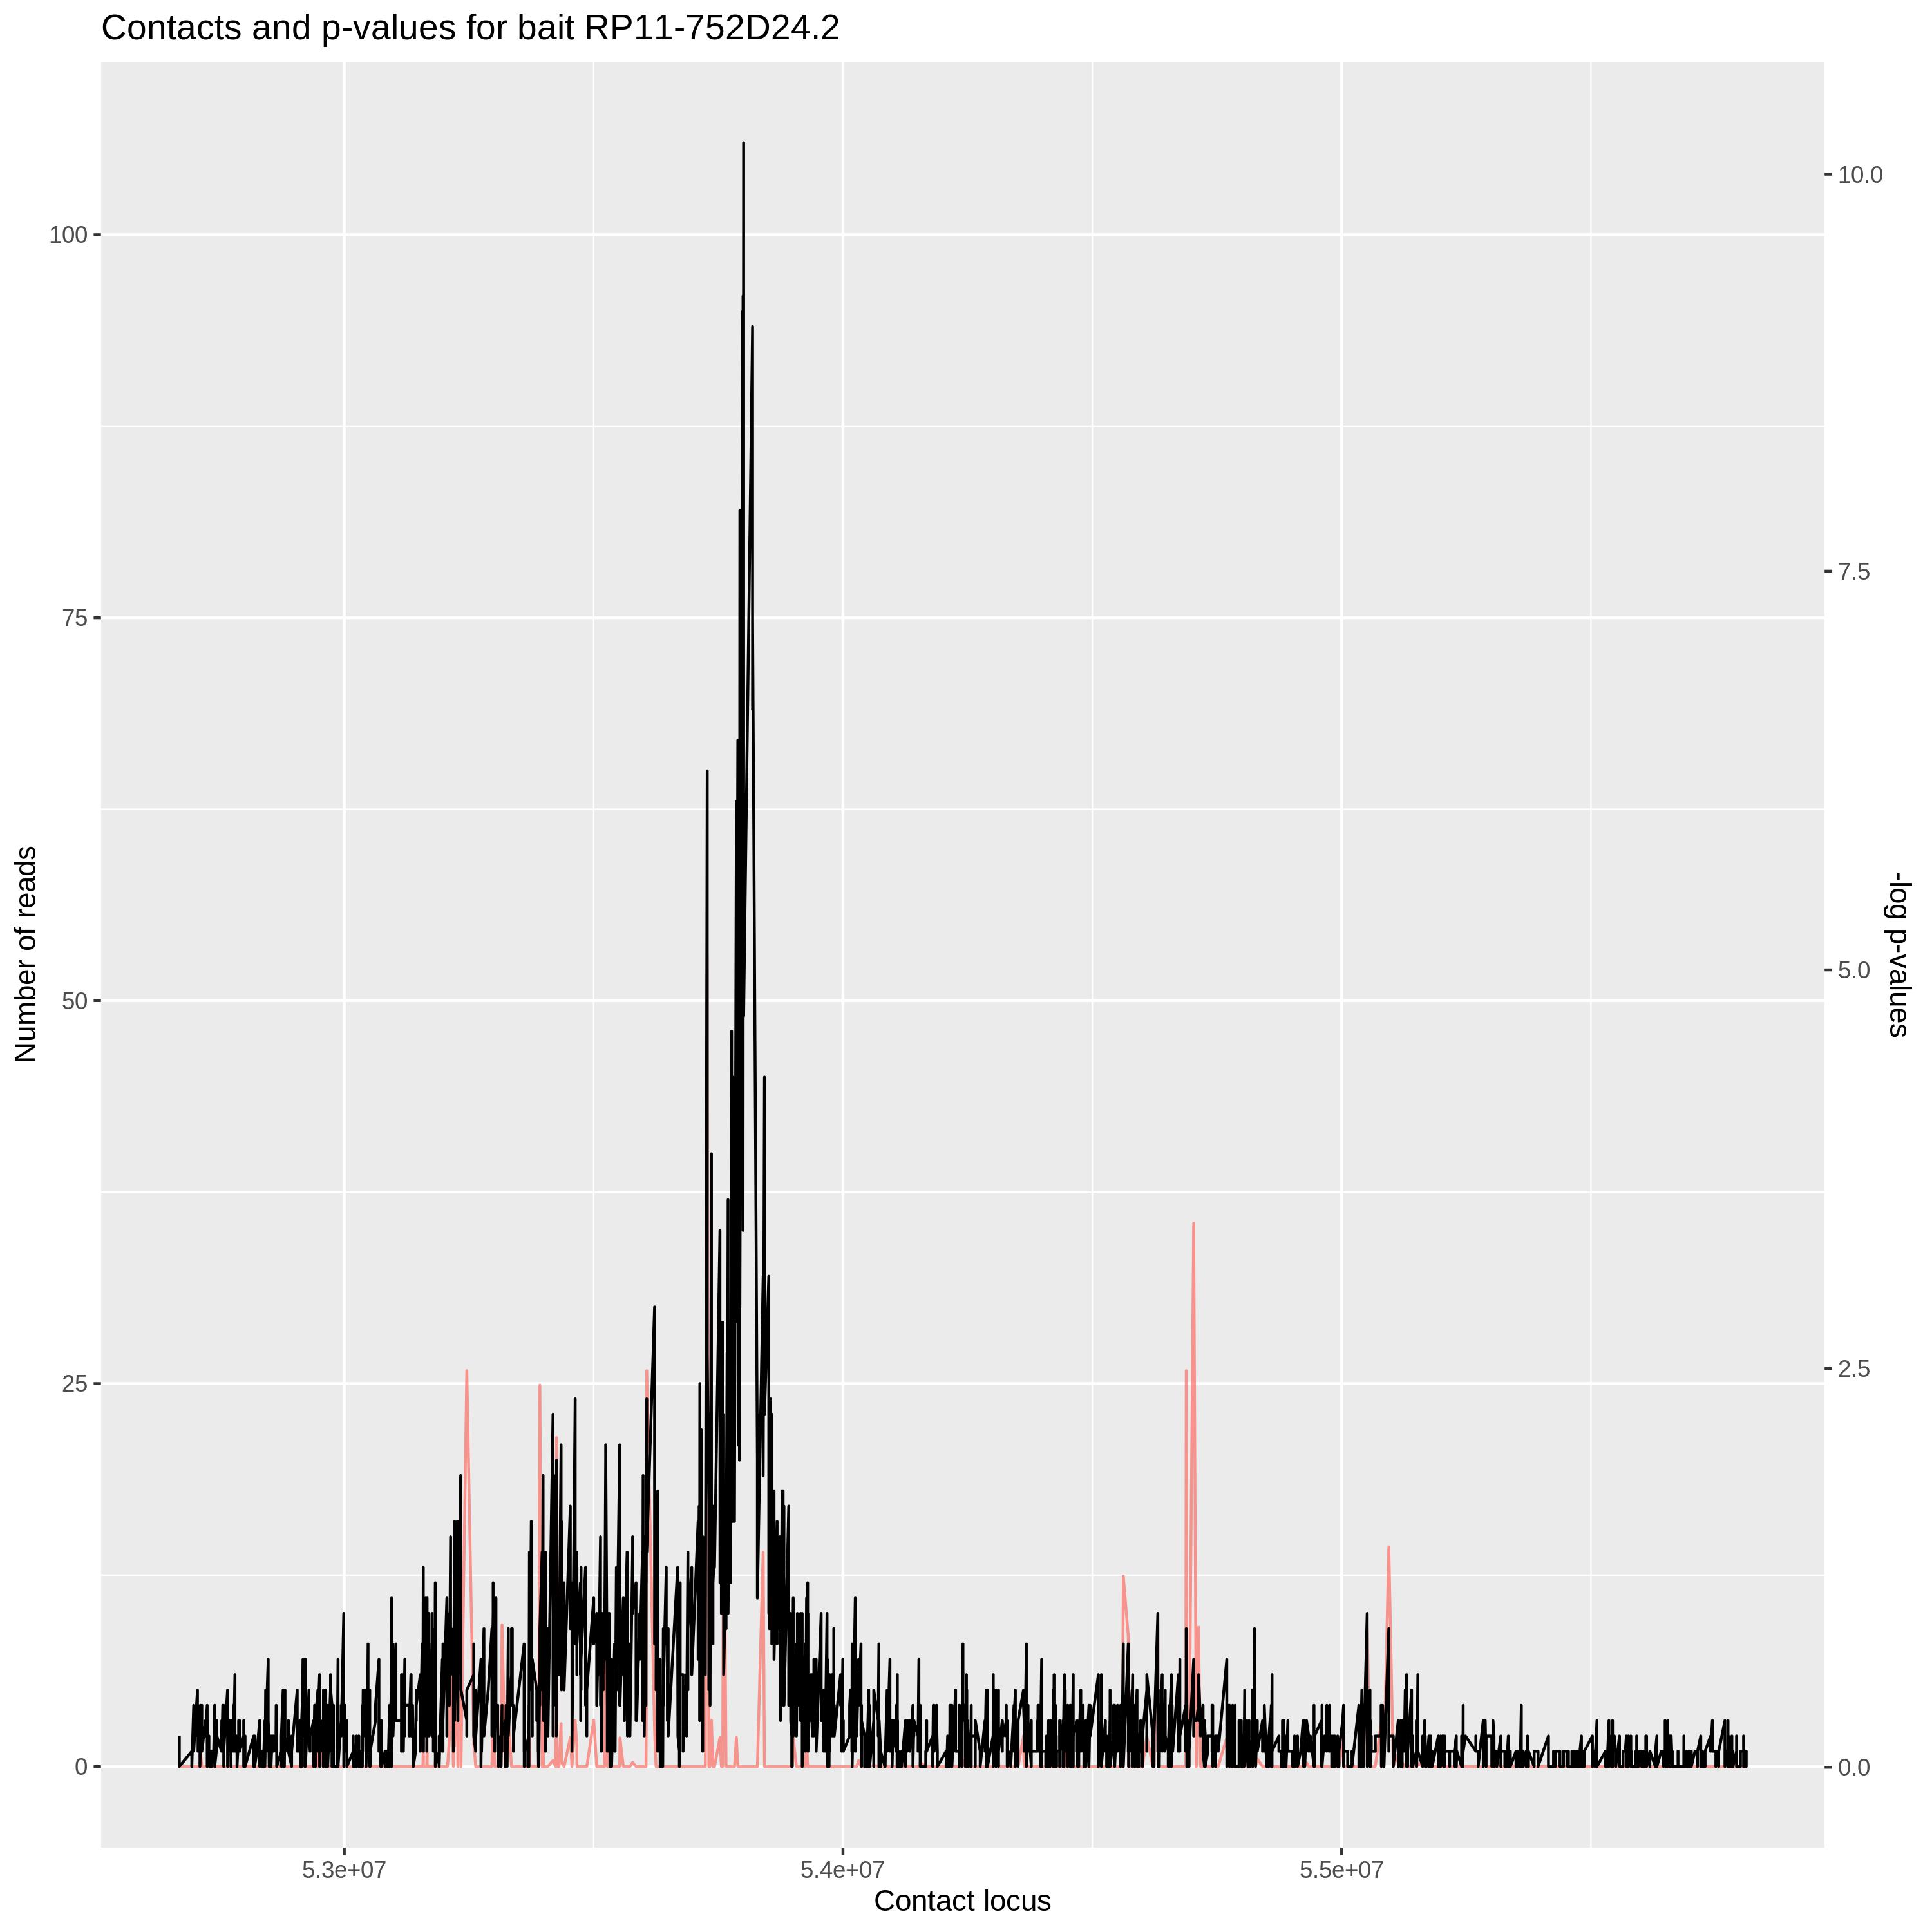 Contacts and p-values for bait RP11-752D24.2
100
75
50
25
0
Number of reads
10.0
7.5
5.0
2.5
0.0
-log p-values
5.3e+07
5.4e+07
5.5e+07
Contact locus